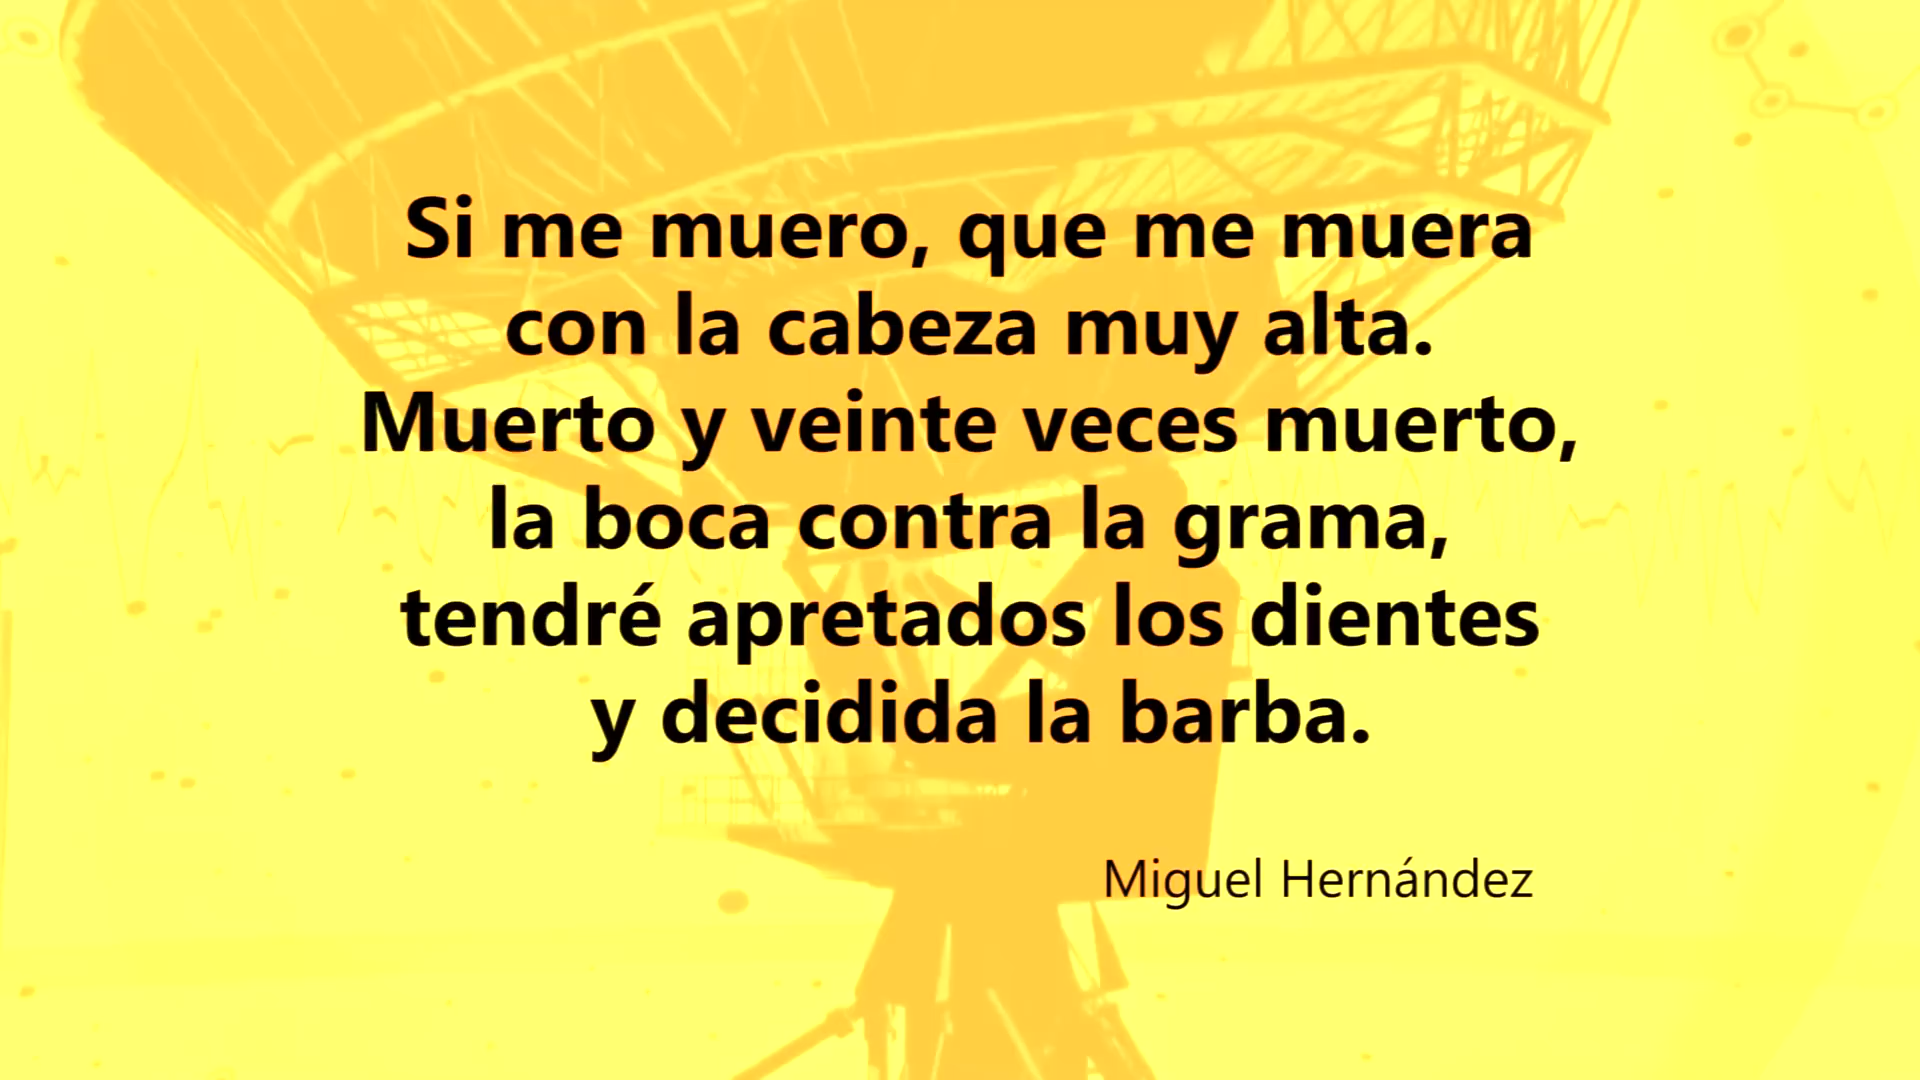 Si me muero, que me muera
con la cabeza muy alta.
Muerto y veinte veces muerto,
la boca contra la grama,
tendré apretados los dientes
y decidida la barba.
Miguel Hernández